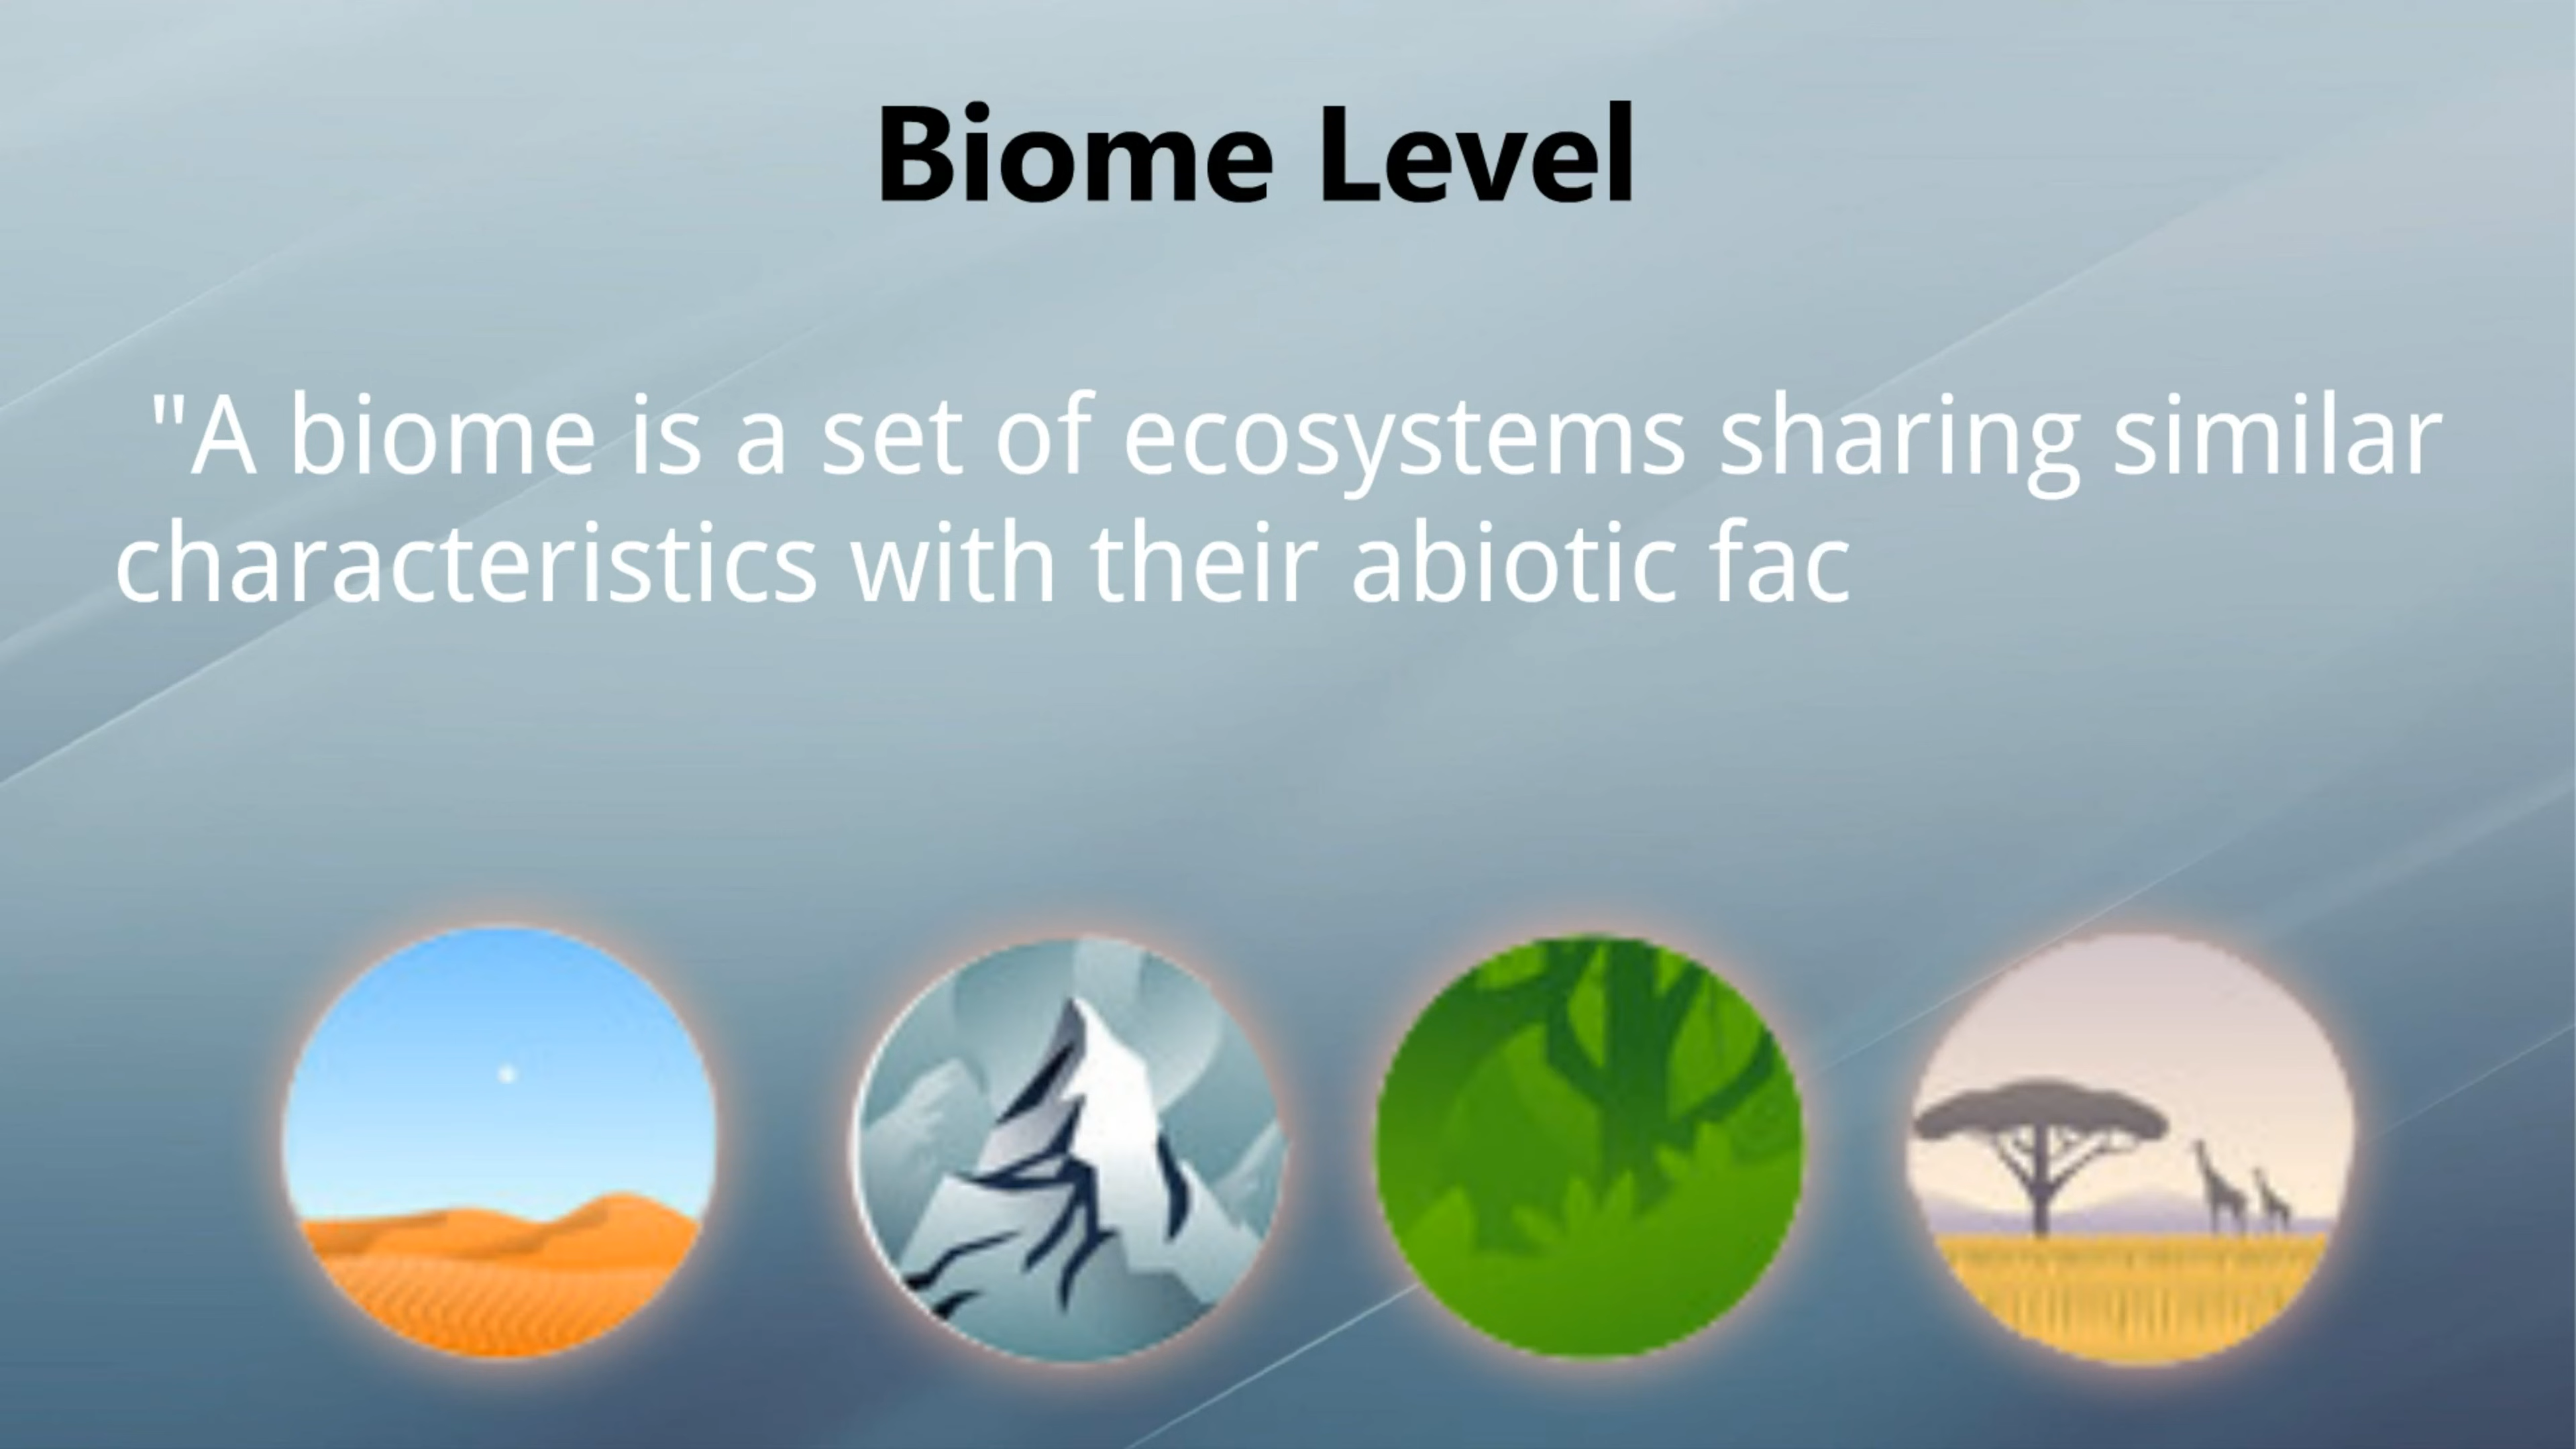 Biome Level
"A biome is a set of ecosystems sharing similar
characteristics with their abiotic fac